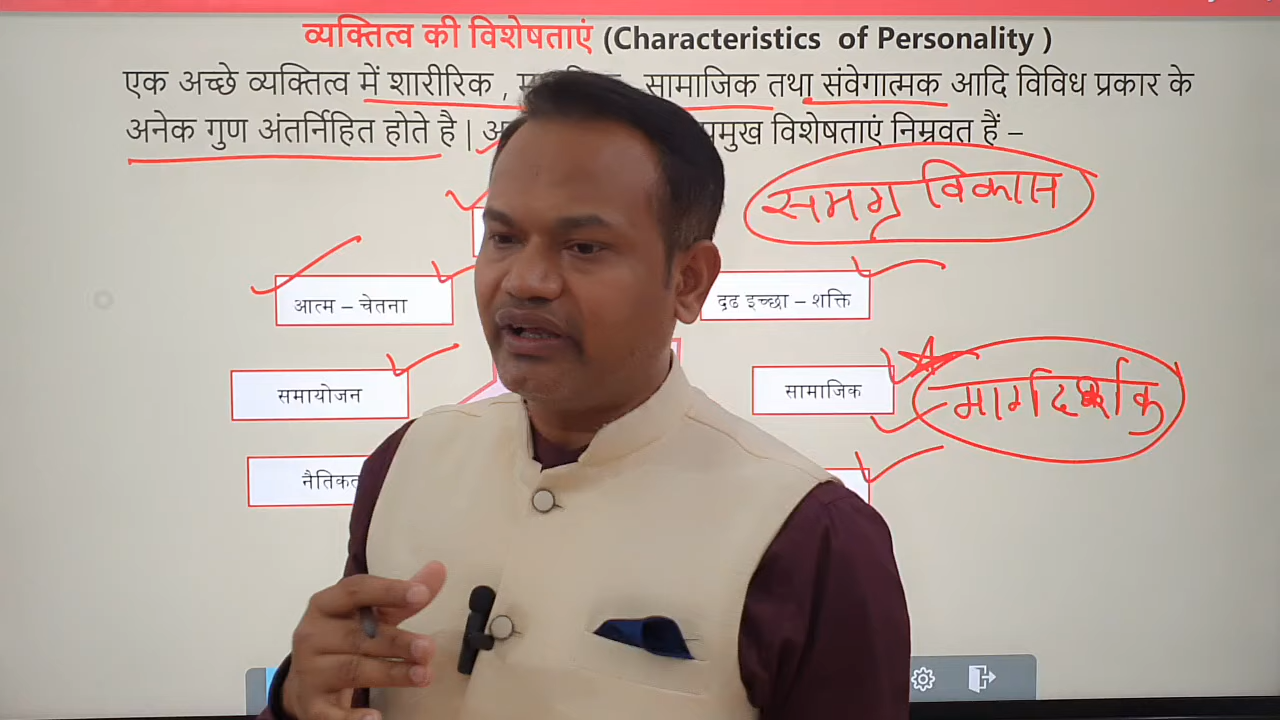 व्यक्तित्व की विशेषताएं (Characteristics of Personality )
एक अच्छे व्यक्तित्व में शारीरिक , सामाजिक तथा संवेगात्मक आदि विविध प्रकार के
अनेक गुण अंतर्निहित होते है | विशेषताएं निम्नवत हैं –
समग्र विकास
आत्म – चेतना
द्रढ इच्छा – शक्ति
समायोजन
सामाजिक
मार्गदर्शक